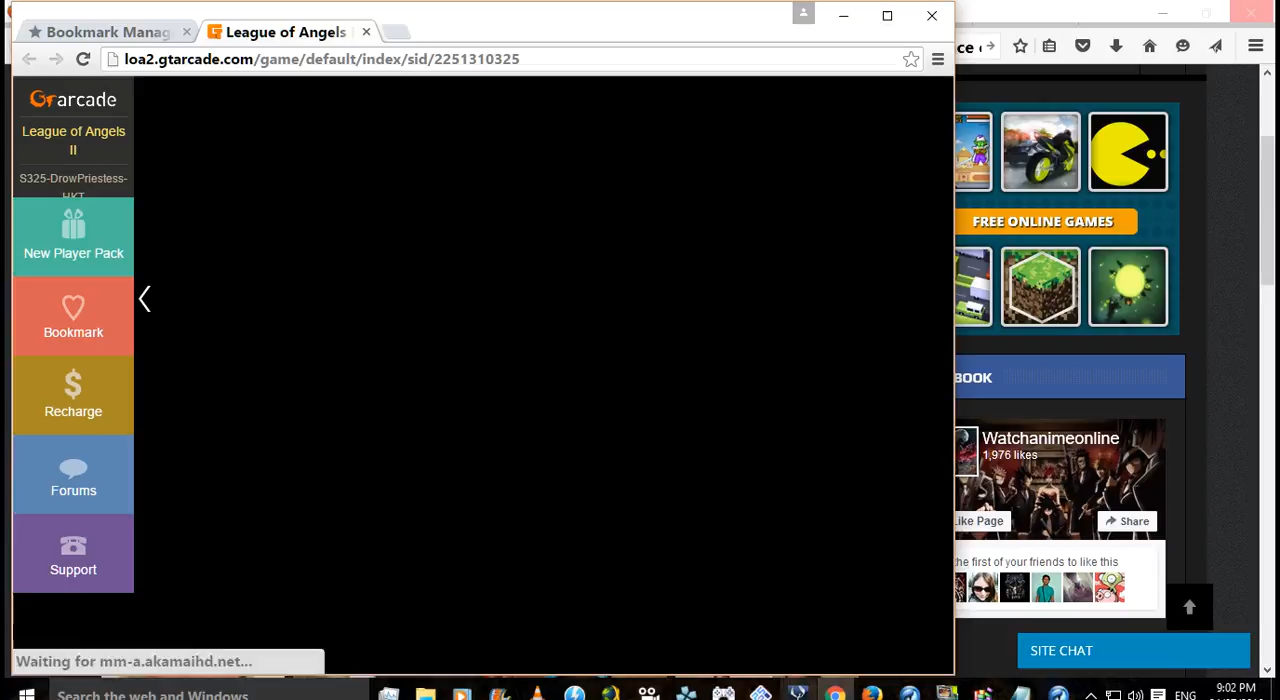 Bookmark Manag
League of Angels
loa2.gtarcade.com/game/default/index/sid/2251310325
Gtarcade
League of Angels
II
S325-DrowPriestess-
HKT
New Player Pack
Bookmark
$
Recharge
Forums
Support
Waiting for mm-a.akamaihd.net...
FREE ONLINE GAMES
BOOK
Watchanimeonline
1,976 likes
ike Page
Share
the first of your friends to like this
SITE CHAT
Search the web and Windows
ENG
9:02 PM